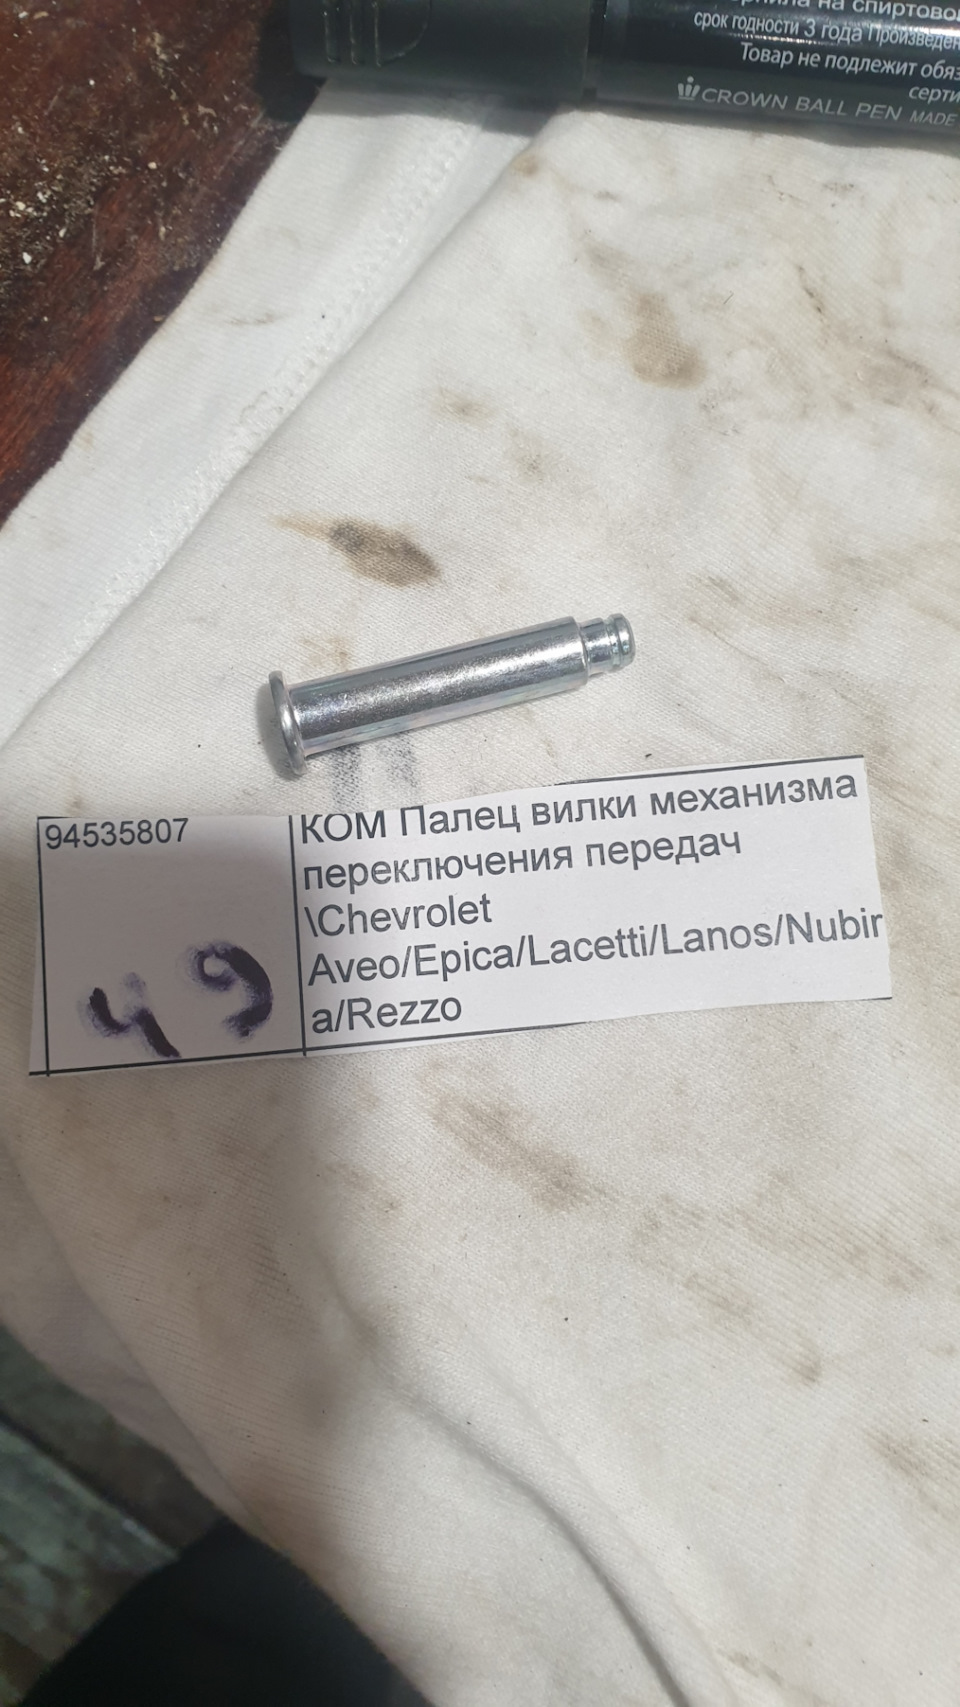 на спиртово
срок годности 3 года Произведен
Товар не подлежит обяз
серти
CROWN BALL PEN MADE
94535807
КОМ Палец вилки механизма
переключения передач
\Chevrolet
Aveo/Epica/Lacetti/Lanos/Nubir
a/Rezzo
49